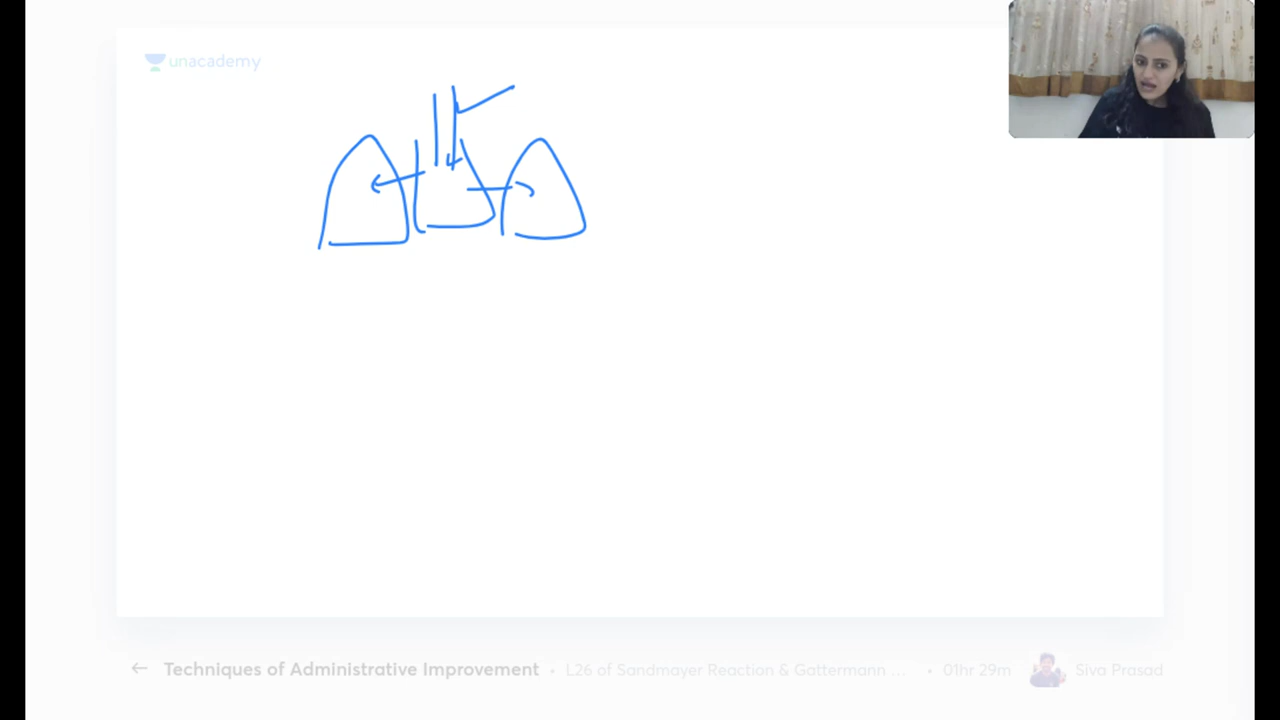 unacademy
← Techniques of Administrative Improvement • L26 of Sandmayer Reaction & Gattermann ... • 01hr 29m Siva Prasad